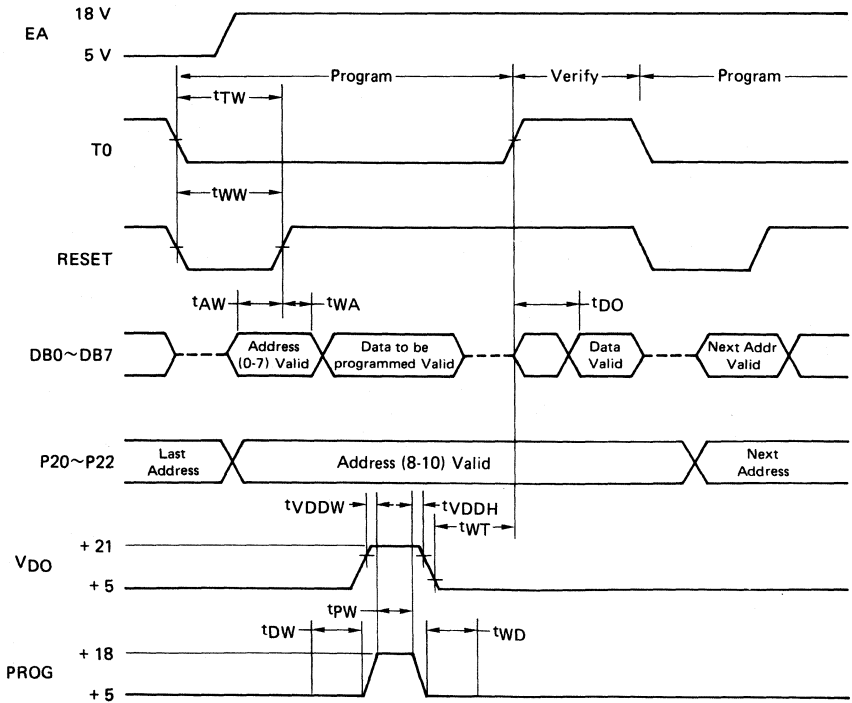 18 V
EA
5 V
Program
Verify
Program
tTW
T0
tWW
RESET
tAW
tWA
tDO
DB0~DB7
Address
(0-7) Valid
Data to be
programmed Valid
Data
Valid
Next Addr
Valid
P20~P22
Last
Address
Address (8-10) Valid
Next
Address
tVDDW
tVDDH
tWT
+ 21
VDO
+ 5
tPW
tDW
tWD
+ 18
PROG
+ 5